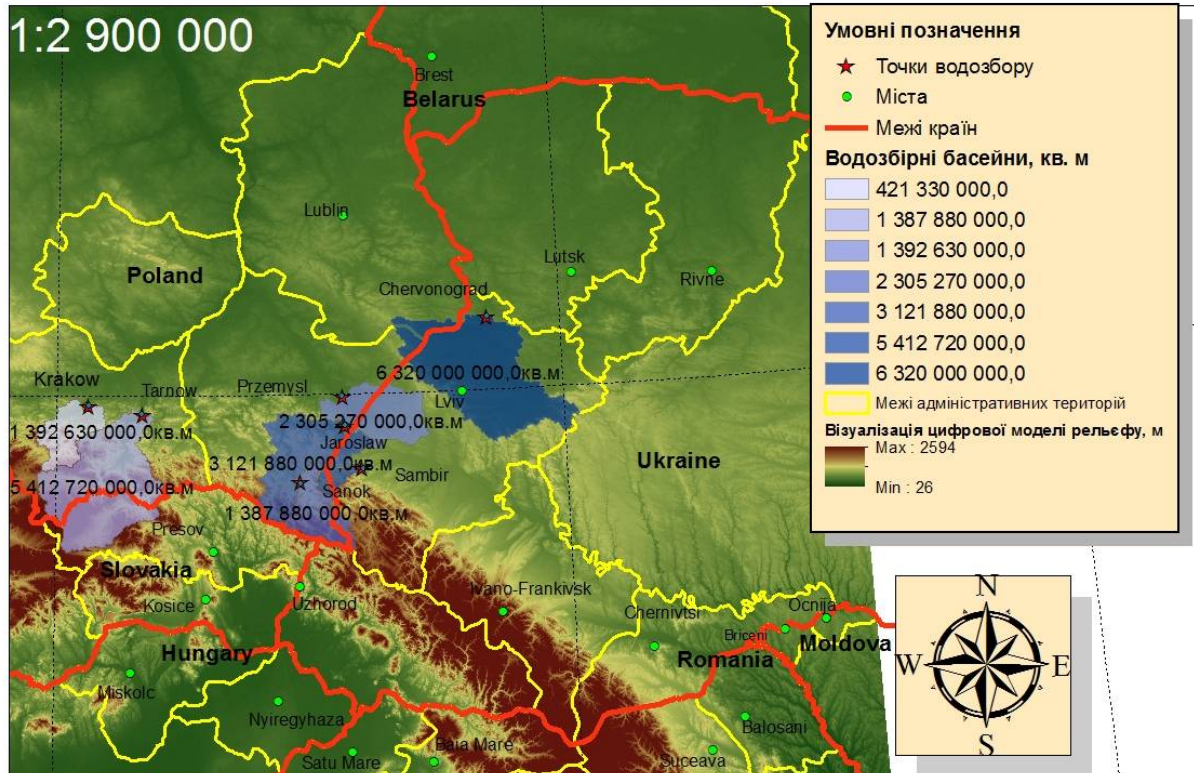 1:2 900 000
Brest
Belarus
Lublin
Poland
Lutsk
Rivne
Chervonograd
Krakow
Tarnow
Przemysl
6 320 000 000,0кв.м
Lviv
1 392 630 000,0кв.м
2 305 270 000,0кв.м
Jaroslaw
3 121 880 000,0кв.м
Sambir
Ukraine
5 412 720 000,0кв.м
Sanok
1 387 880 000,0кв.м
Presov
Slovakia
Kosice
Uzhorod
Ivano-Frankivsk
Chernivtsi
Ocnija
Briceni
Moldova
Hungary
Romania
Miskolc
Nyiregyhaza
Balosani
Satu Mare
Baia Mare
Suceava
Умовні позначення
Точки водозбору
Міста
Межі країн
Водозбірні басейни, кв. м
421 330 000,0
1 387 880 000,0
1 392 630 000,0
2 305 270 000,0
3 121 880 000,0
5 412 720 000,0
6 320 000 000,0
Межі адміністративних територій
Візуалізація цифрової моделі рельєфу, м
Max : 2594
Min : 26
N
W
E
S